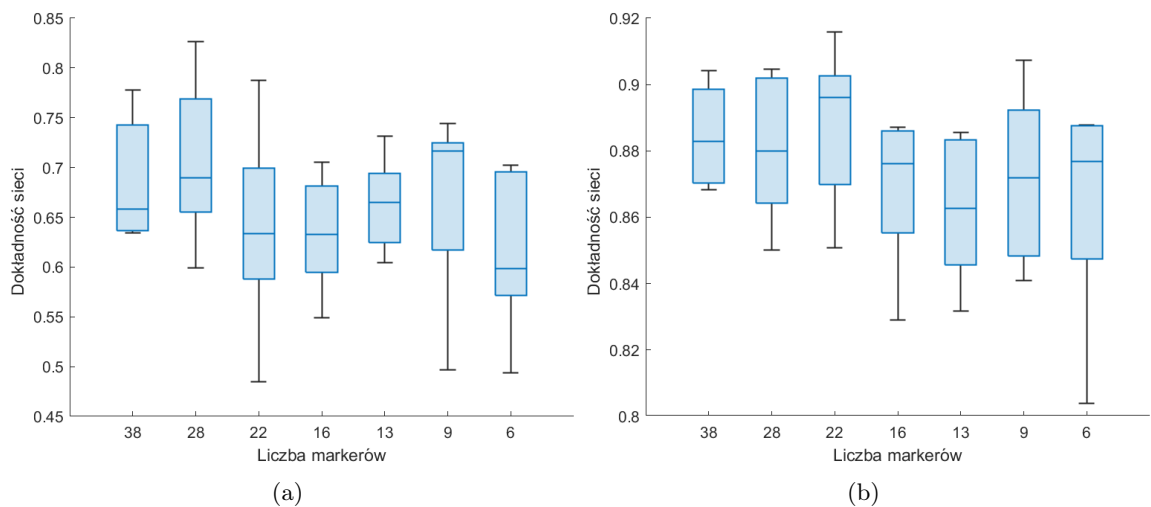 0.85
0.8
0.75
0.7
0.65
0.6
0.55
0.5
0.45
Dokładność sieci
38 28 22 16 13 9 6
Liczba markerów
(a)
0.92
0.9
0.88
0.86
0.84
0.82
0.8
Dokładność sieci
38 28 22 16 13 9 6
Liczba markerów
(b)